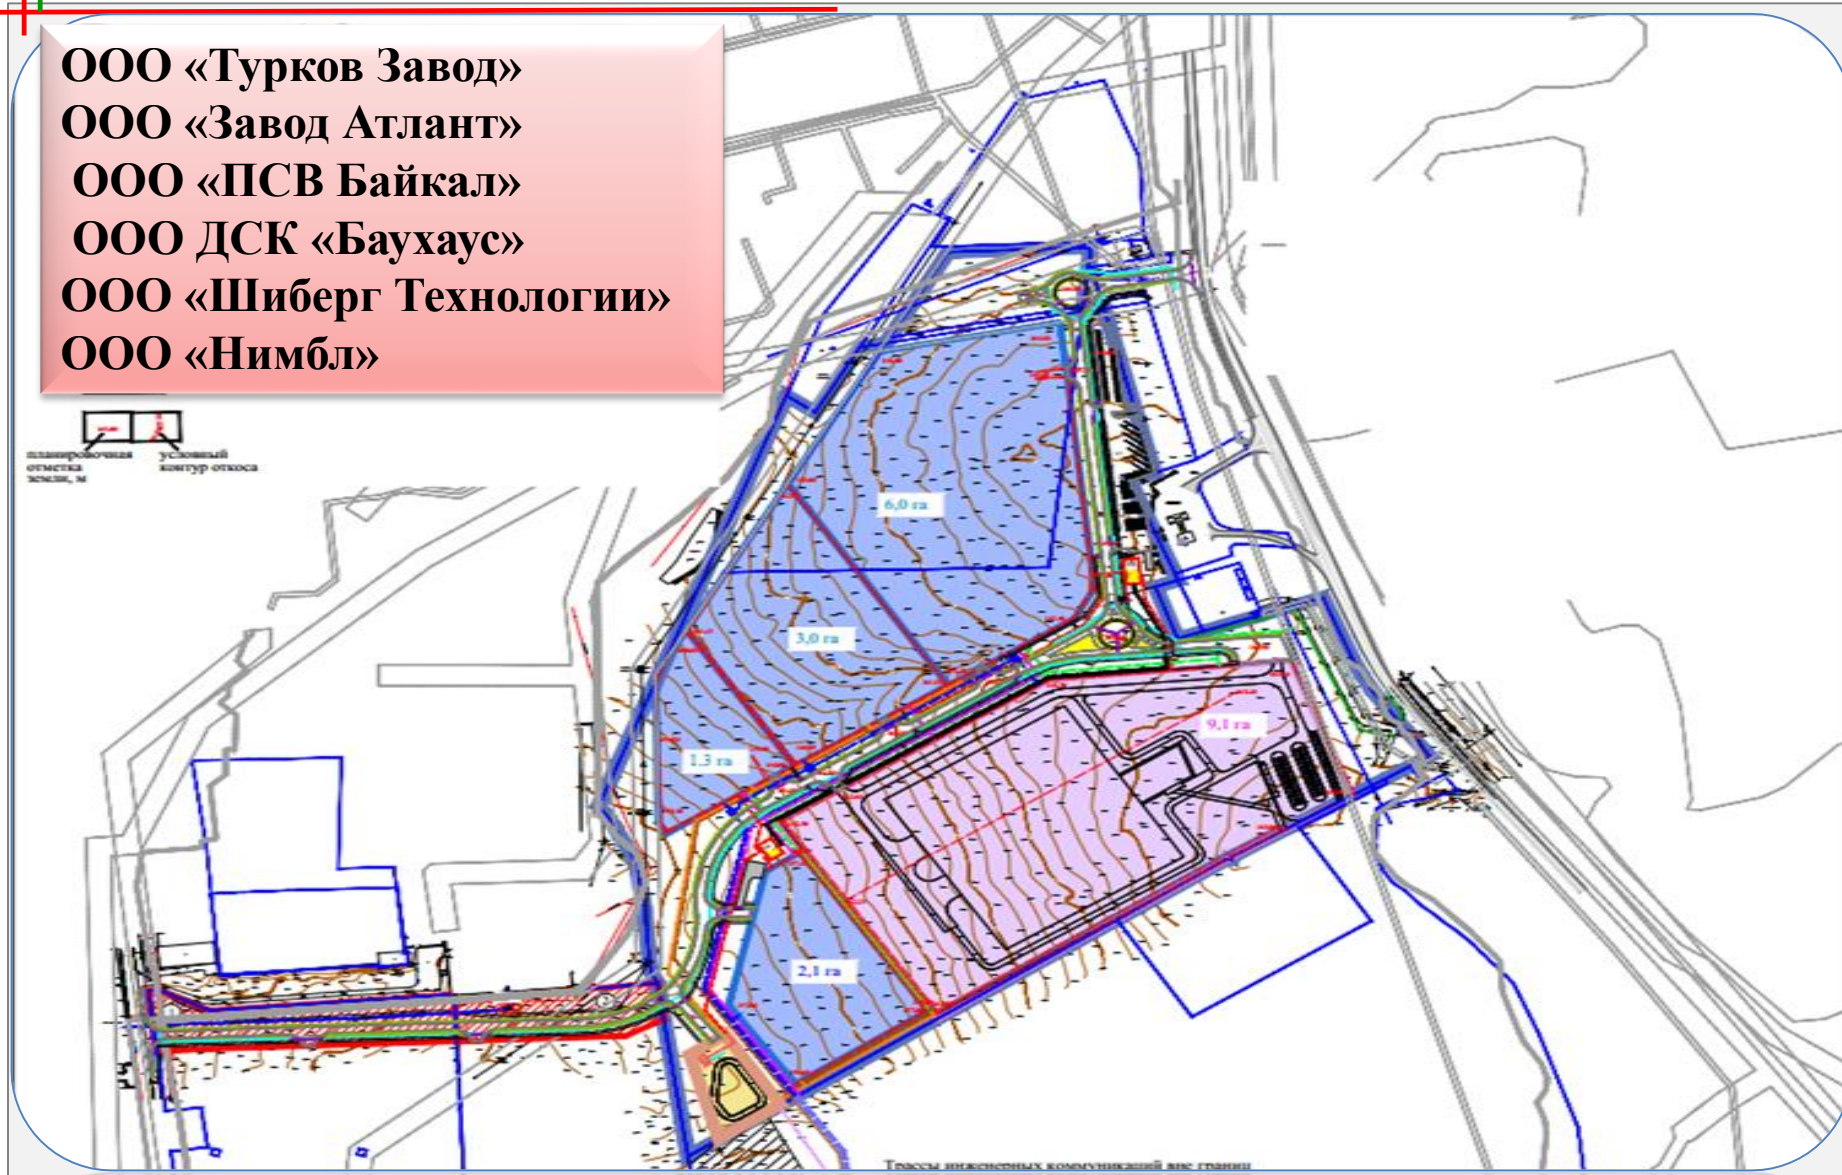 ООО «Турков Завод»
ООО «Завод Атлант»
ООО «ПСВ Байкал»
ООО ДСК «Баухаус»
ООО «Шиберг Технологии»
ООО «Нимбл»
планировочная
отметка
земли, м
условный
контур откоса
6,0 га
3,0 га
9,1 га
1.3 га
2,1 га
Трассы инженерных коммуникаций вне границ